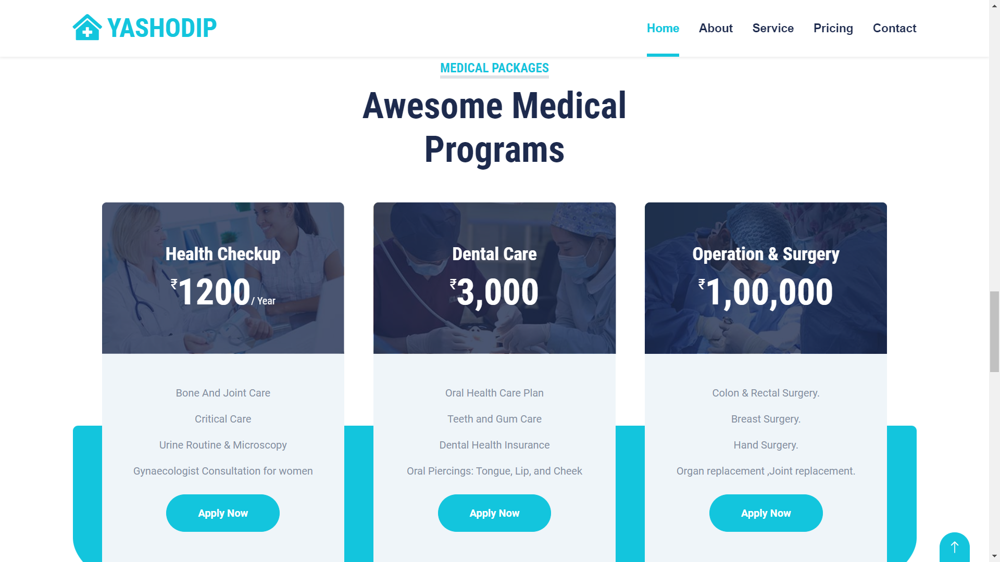 YASHODIP
Home About Service Pricing Contact
MEDICAL PACKAGES
Awesome Medical
Programs
Health Checkup
₹1200/ Year
Bone And Joint Care
Critical Care
Urine Routine & Microscopy
Gynaecologist Consultation for women
Apply Now
Dental Care
₹3,000
Oral Health Care Plan
Teeth and Gum Care
Dental Health Insurance
Oral Piercings: Tongue, Lip, and Cheek
Apply Now
Operation & Surgery
₹1,00,000
Colon & Rectal Surgery.
Breast Surgery.
Hand Surgery.
Organ replacement ,Joint replacement.
Apply Now